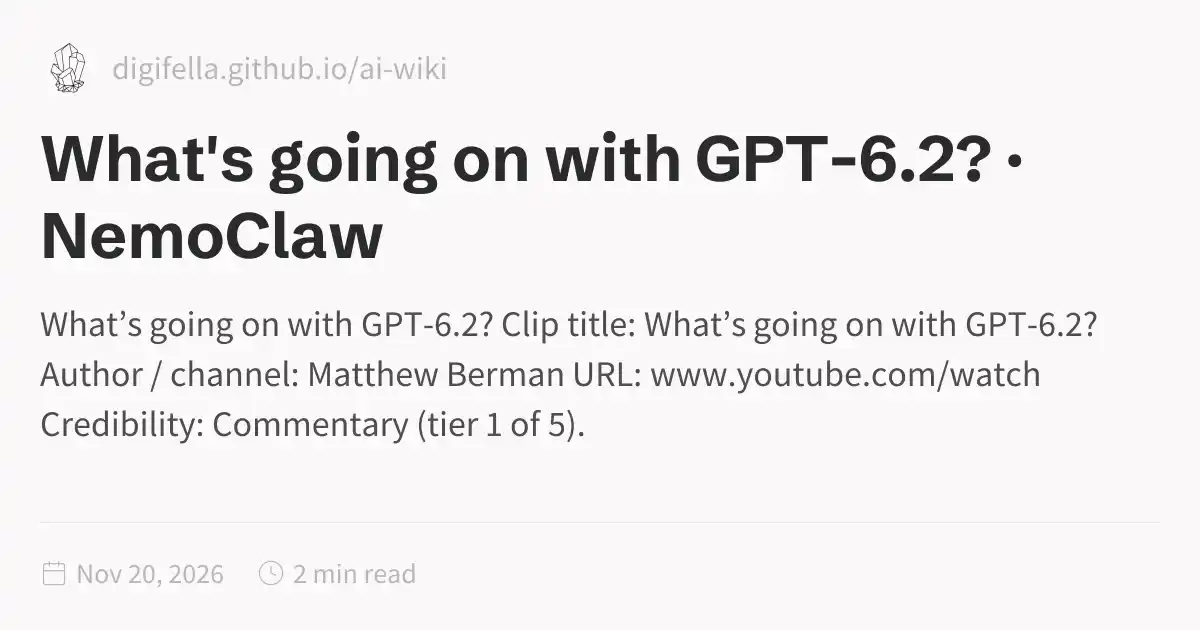 digifella.github.io/ai-wiki
What's going on with GPT-6.2? •
NemoClaw
What’s going on with GPT-6.2? Clip title: What’s going on with GPT-6.2?
Author / channel: Matthew Berman URL: www.youtube.com/watch
Credibility: Commentary (tier 1 of 5).
Nov 20, 2026 2 min read